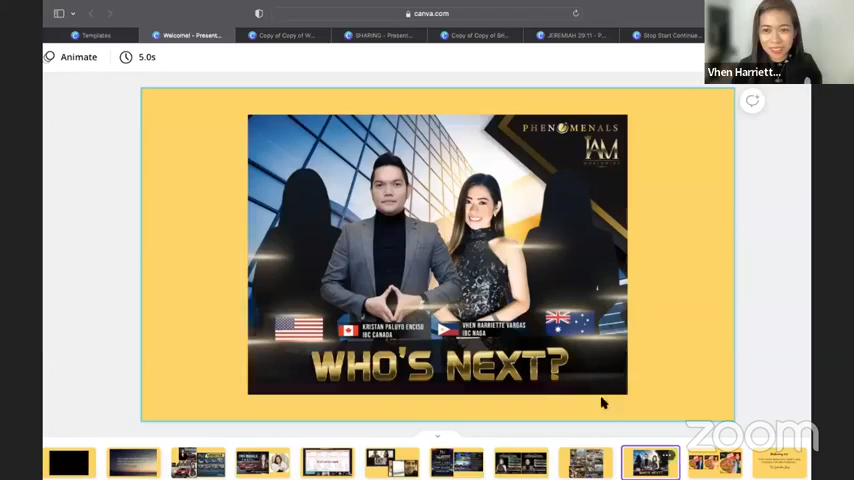 canva.com
Templates
Welcome! - Present...
Copy of Copy of W...
SHARING - Present...
Copy of Copy of Bri...
JEREMIAH 29:11 - P...
Stop Start Continue...
Vhen Harriett...
Animate
5.0s
PHENOMENALS
IAM
WORLDWIDE
KRISTAN PALUYO ENCISO
IBC CANADA
VHEN HARRIETTE VARGAS
IBC NAGA
WHO'S NEXT?
zoom